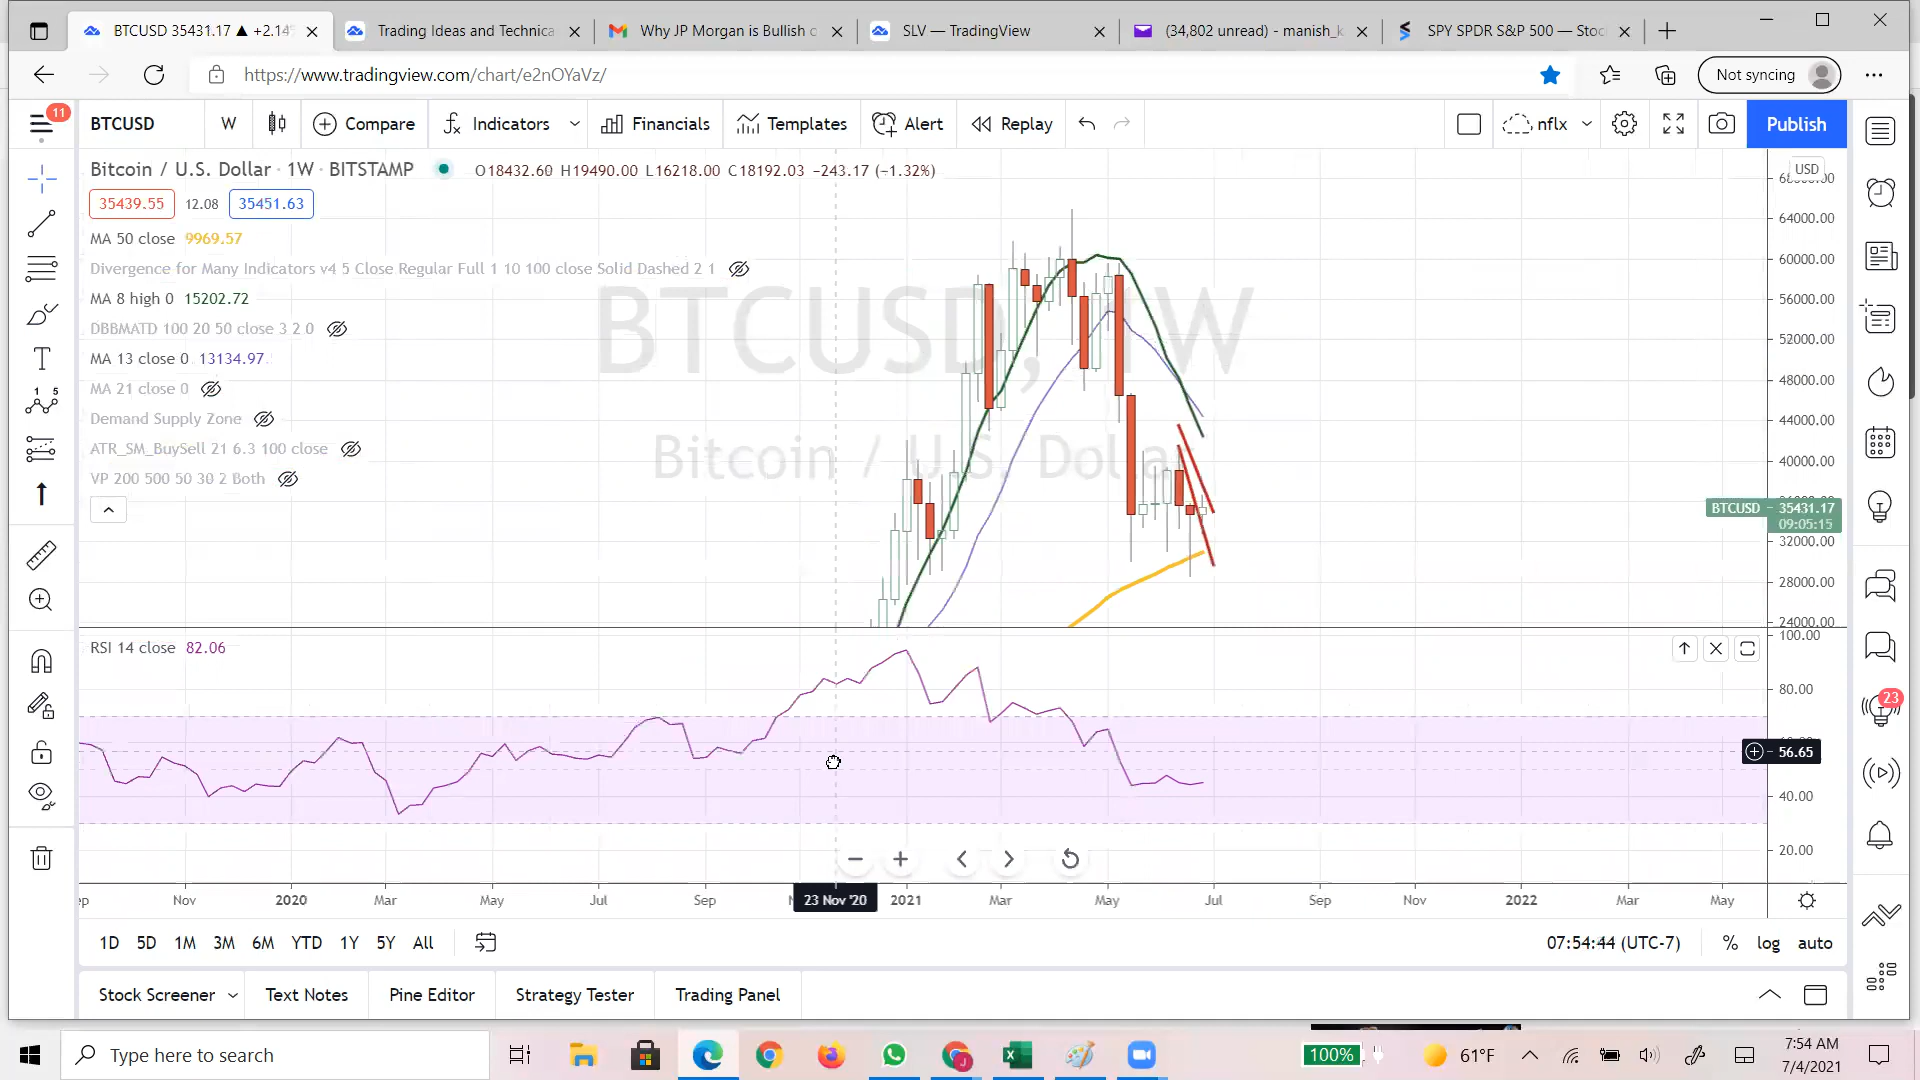 BTCUSD 35431.17 ▲ +2.14
Trading Ideas and Technica
Why JP Morgan is Bullish o
SLV — TradingView
(34,802 unread) - manish_k
SPY SPDR S&P 500 — Stoc
https://www.tradingview.com/chart/e2nOYaVz/
Not syncing
11
BTCUSD
W
Compare
Indicators
Financials
Templates
Alert
Replay
nflx
Publish
Bitcoin / U.S. Dollar · 1W · BITSTAMP
O18432.60 H19490.00 L16218.00 C18192.03 −243.17 (−1.32%)
USD
35439.55 12.08 35451.63
MA 50 close 9969.57
Divergence for Many Indicators v4 5 Close Regular Full 1 10 100 close Solid Dashed 2 1
MA 8 high 0 15202.72
DBBMATD 100 20 50 close 3 2 0
MA 13 close 0 13134.97
MA 21 close 0
Demand Supply Zone
ATR_SM_BuySell 21 6.3 100 close
VP 200 500 50 30 2 Both
BTCUSD, 1W
Bitcoin / U.S. Dollar
64000.00
60000.00
56000.00
52000.00
48000.00
44000.00
40000.00
BTCUSD 35431.17
09:05:15
32000.00
28000.00
24000.00
RSI 14 close 82.06
100.00
80.00
56.65
40.00
20.00
23
Nov 2020 Mar May Jul Sep 23 Nov '20 2021 Mar May Jul Sep Nov 2022 Mar May
1D 5D 1M 3M 6M YTD 1Y 5Y All
07:54:44 (UTC-7)
% log auto
Stock Screener
Text Notes
Pine Editor
Strategy Tester
Trading Panel
Type here to search
100%
61°F
7:54 AM
7/4/2021